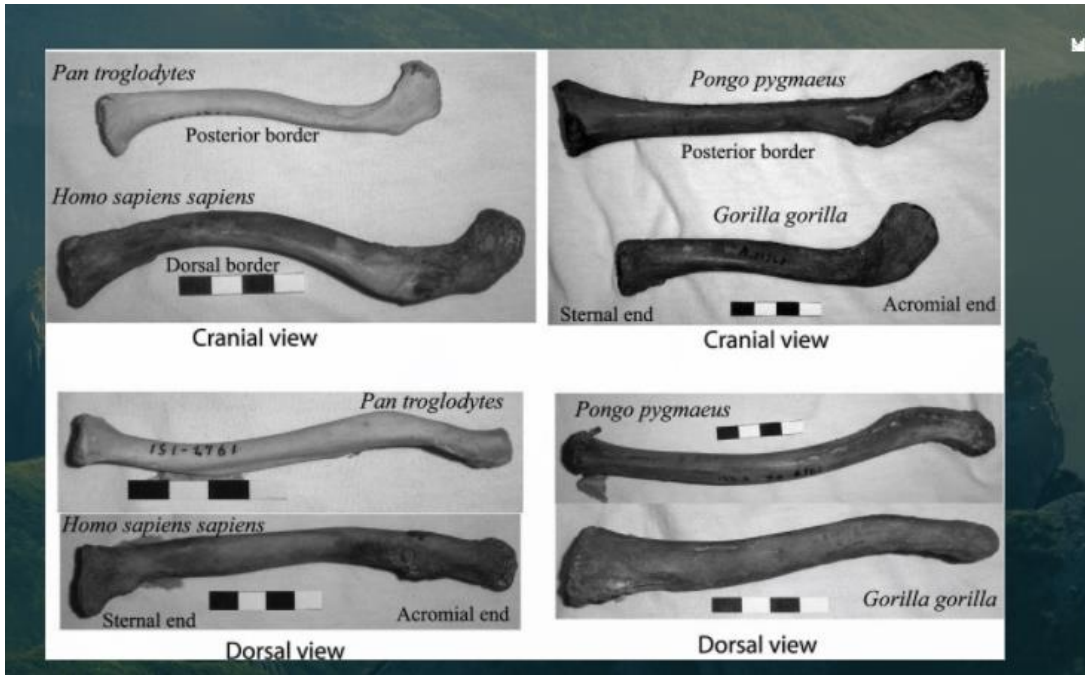 Pan troglodytes
Posterior border
Homo sapiens sapiens
Dorsal border
Cranial view
Pongo pygmaeus
Posterior border
Gorilla gorilla
Sternal end
Acromial end
Cranial view
Pan troglodytes
151-4761
Homo sapiens sapiens
Sternal end
Acromial end
Dorsal view
Pongo pygmaeus
Gorilla gorilla
Dorsal view